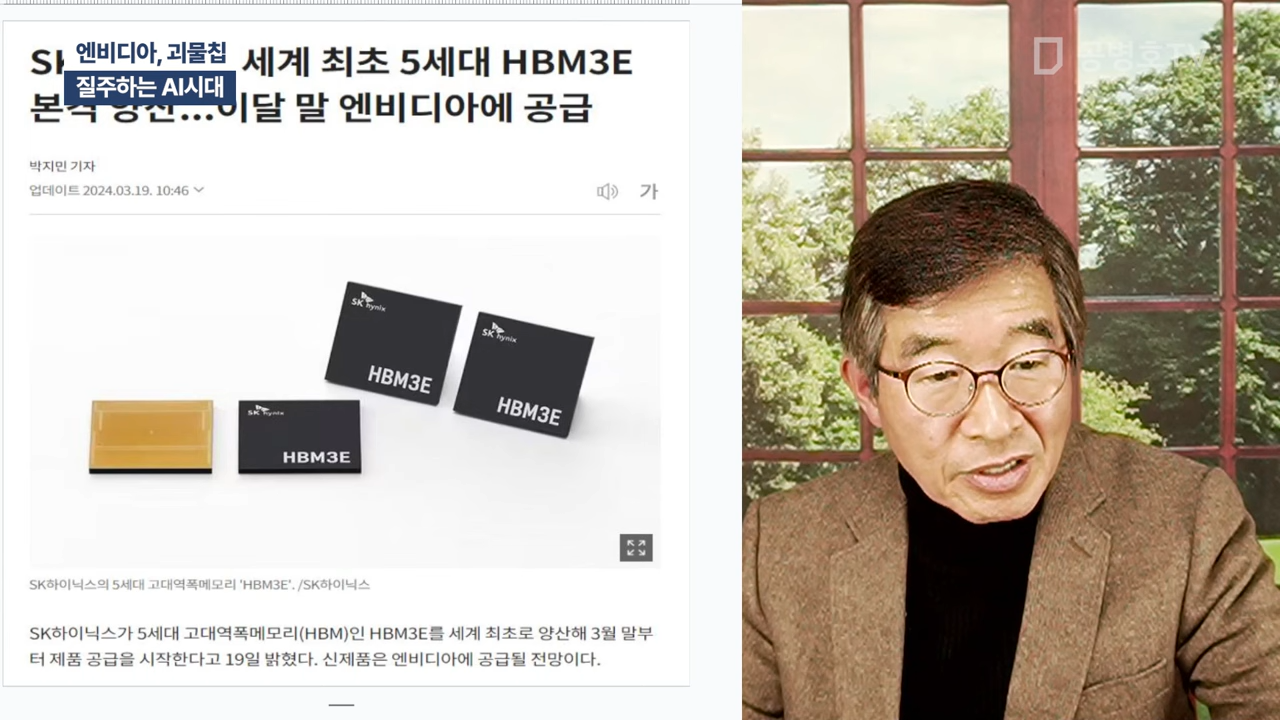 엔비디아, 괴물칩
질주하는 AI시대
SK 세계 최초 5세대 HBM3E
본격 양산...이달 말 엔비디아에 공급
박지민 기자
업데이트 2024.03.19. 10:46
가
SK hynix
HBM3E
SK hynix
HBM3E
SK hynix
HBM3E
SK하이닉스의 5세대 고대역폭메모리 'HBM3E'. /SK하이닉스
SK하이닉스가 5세대 고대역폭메모리(HBM)인 HBM3E를 세계 최초로 양산해 3월 말부
터 제품 공급을 시작한다고 19일 밝혔다. 신제품은 엔비디아에 공급될 전망이다.
공병호TV